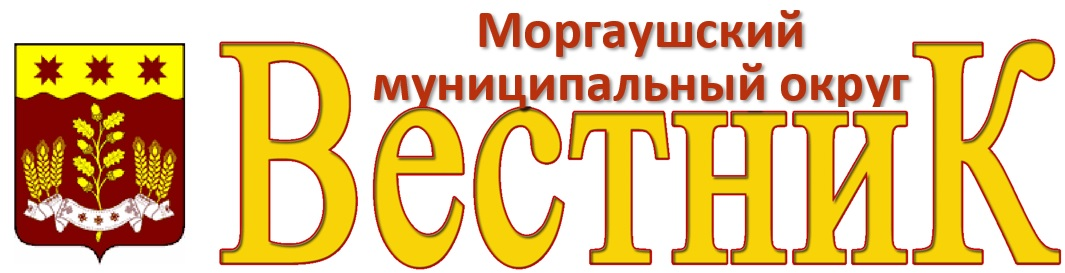 Моргаушский
муниципальный округ
ВестниК